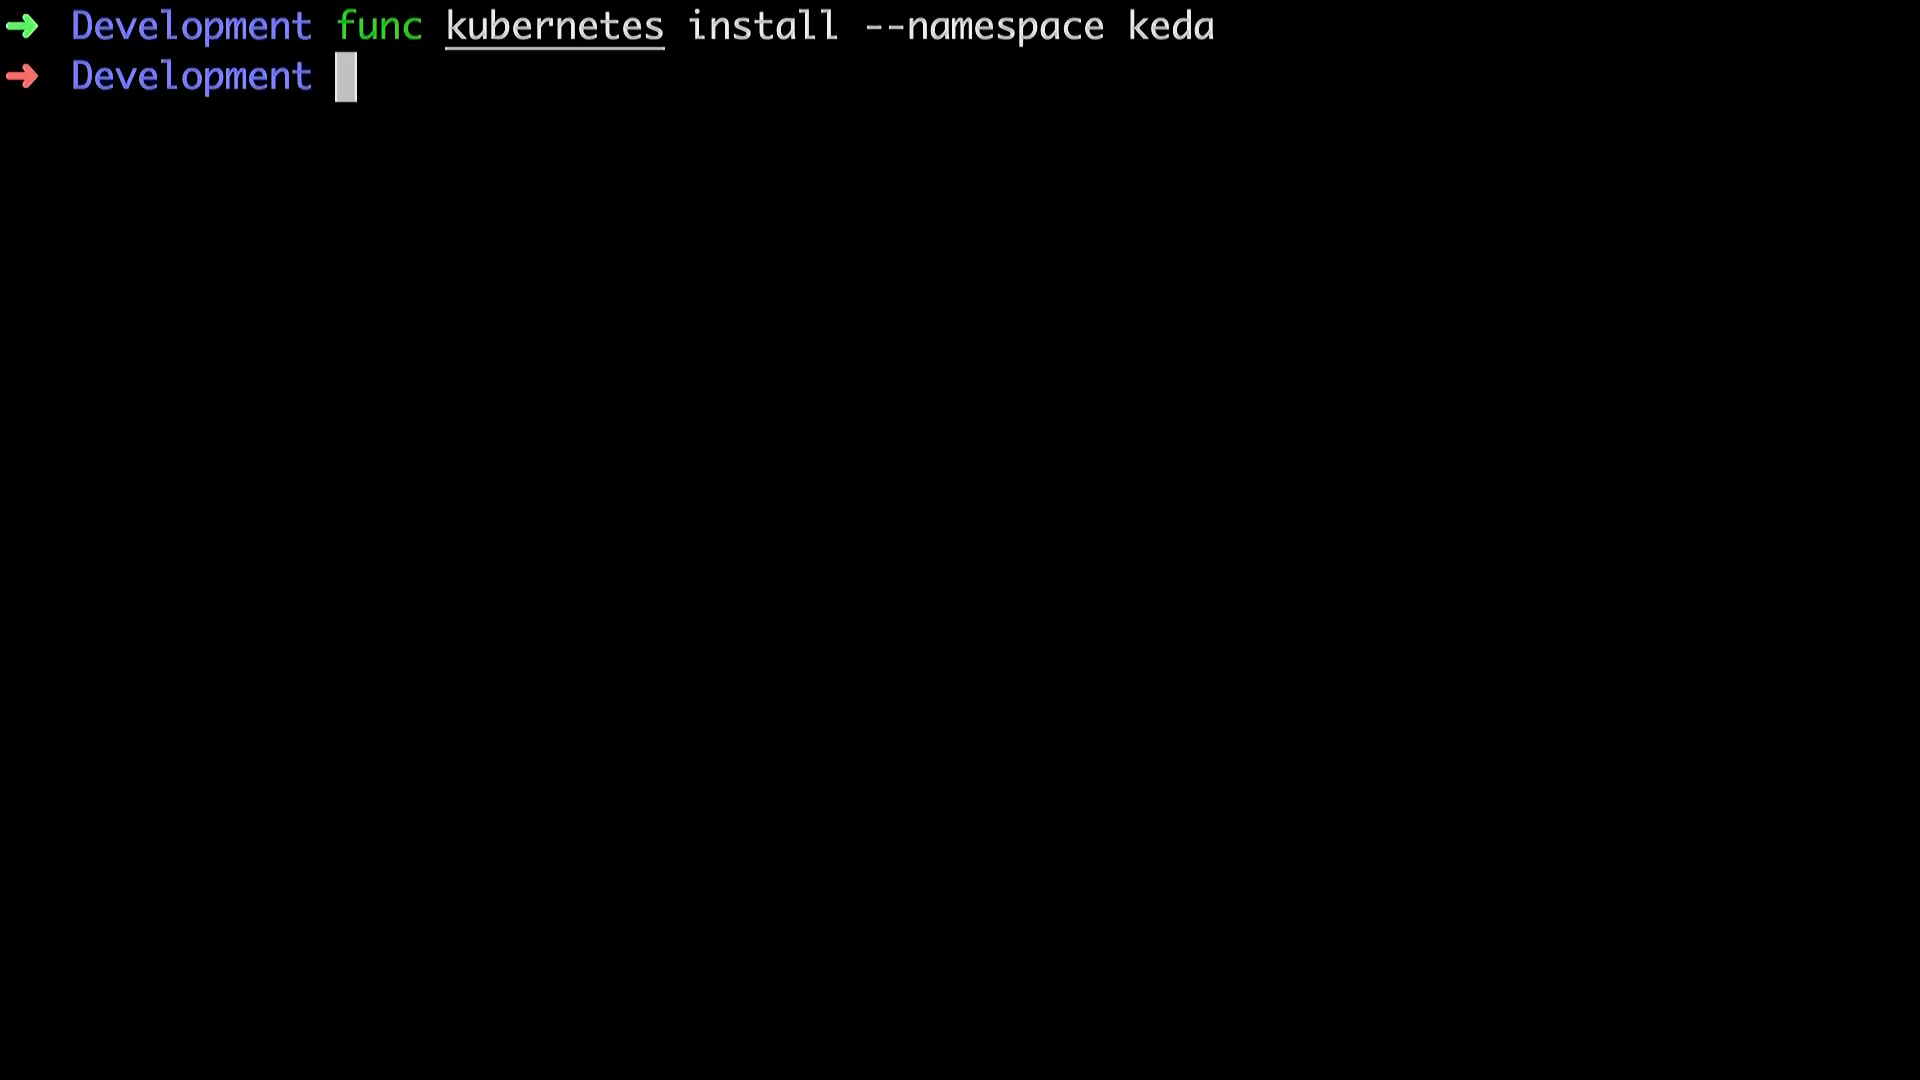 ➜ Development func kubernetes install --namespace keda
➜ Development